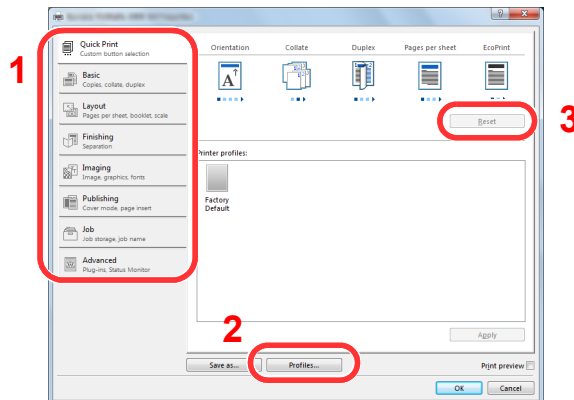 1
Quick Print
Custom button selection
Basic
Copies, collate, duplex
Layout
Pages per sheet, booklet, scale
Finishing
Separation
Imaging
Image, graphics, fonts
Publishing
Cover mode, page insert
Job
Job storage, job name
Advanced
Plug-ins, Status Monitor
Orientation Collate Duplex Pages per sheet EcoPrint
A
Reset
3
Printer profiles:
Factory
Default
Apply
2
Save as... Profiles... Print preview
OK Cancel